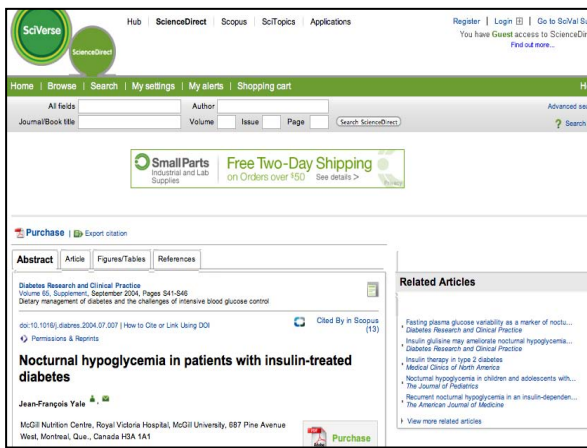 SciVerse
ScienceDirect
Hub ScienceDirect Scopus SciTopics Applications
Register | Login | Go to SciVal Su
You have Guest access to ScienceDir
Find out more...
Home | Browse | Search | My settings | My alerts | Shopping cart
H
All fields Author
Advanced sea
Journal/Book title Volume Issue Page Search ScienceDirect
? Search
SmallParts
Industrial and Lab
Supplies
Free Two-Day Shipping
on Orders over $50 See details >
Privacy
Purchase | Export citation
Abstract Article Figures/Tables References
Diabetes Research and Clinical Practice
Volume 65, Supplement, September 2004, Pages S41-S46
Dietary management of diabetes and the challenges of intensive blood glucose control
doi:10.1016/j.diabres.2004.07.007 | How to Cite or Link Using DOI
Cited By in Scopus
(13)
Permissions & Reprints
Nocturnal hypoglycemia in patients with insulin-treated
diabetes
Jean-François Yale
McGill Nutrition Centre, Royal Victoria Hospital, McGill University, 687 Pine Avenue
West, Montreal, Que., Canada H3A 1A1
PDF
Purchase
Related Articles
Fasting plasma glucose variability as a marker of noctu...
Diabetes Research and Clinical Practice
Insulin glulisine may ameliorate nocturnal hypoglycemia...
Diabetes Research and Clinical Practice
Insulin therapy in type 2 diabetes
Medical Clinics of North America
Nocturnal hypoglycemia in children and adolescents with...
The Journal of Pediatrics
Recurrent nocturnal hypoglycemia in an insulin-dependen...
The American Journal of Medicine
View more related articles